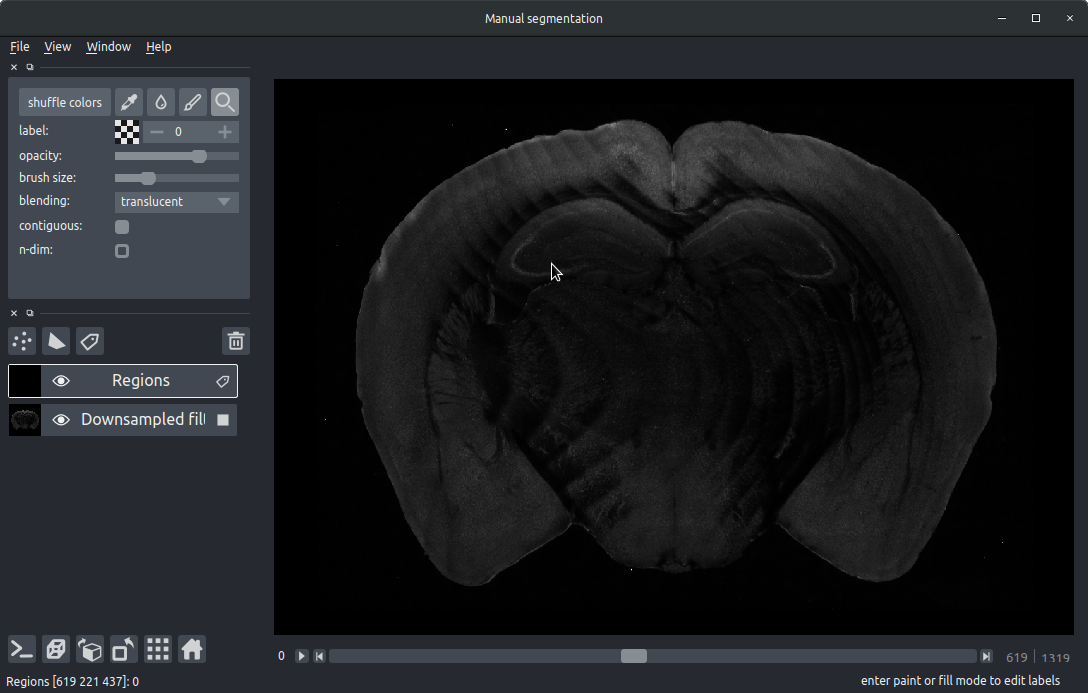 Manual segmentation
File View Window Help
shuffle colors
label: 0
opacity:
brush size:
blending: translucent
contiguous:
n-dim:
Regions
Downsampled fil
0 619 1319
Regions [619 221 437]: 0 enter paint or fill mode to edit labels